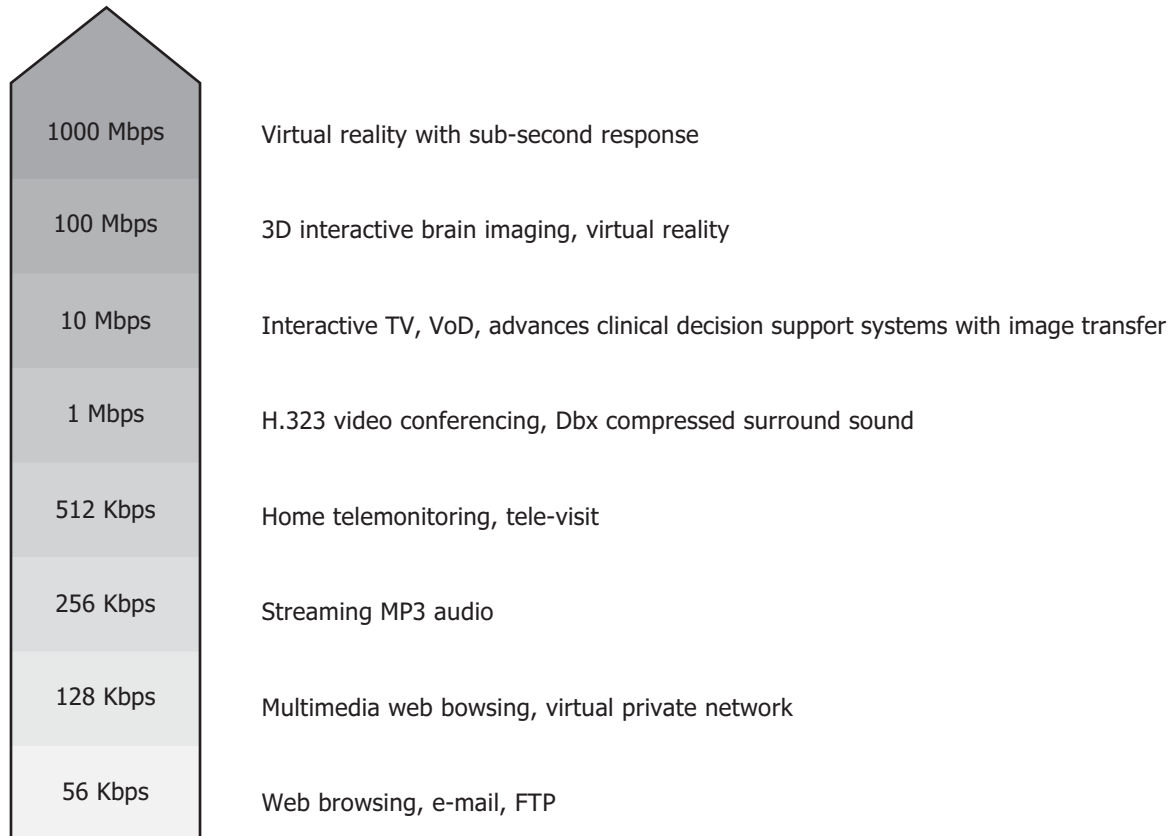 1000 Mbps Virtual reality with sub-second response
100 Mbps 3D interactive brain imaging, virtual reality
10 Mbps Interactive TV, VoD, advances clinical decision support systems with image transfer
1 Mbps H.323 video conferencing, Dbx compressed surround sound
512 Kbps Home telemonitoring, tele-visit
256 Kbps Streaming MP3 audio
128 Kbps Multimedia web bowsing, virtual private network
56 Kbps Web browsing, e-mail, FTP